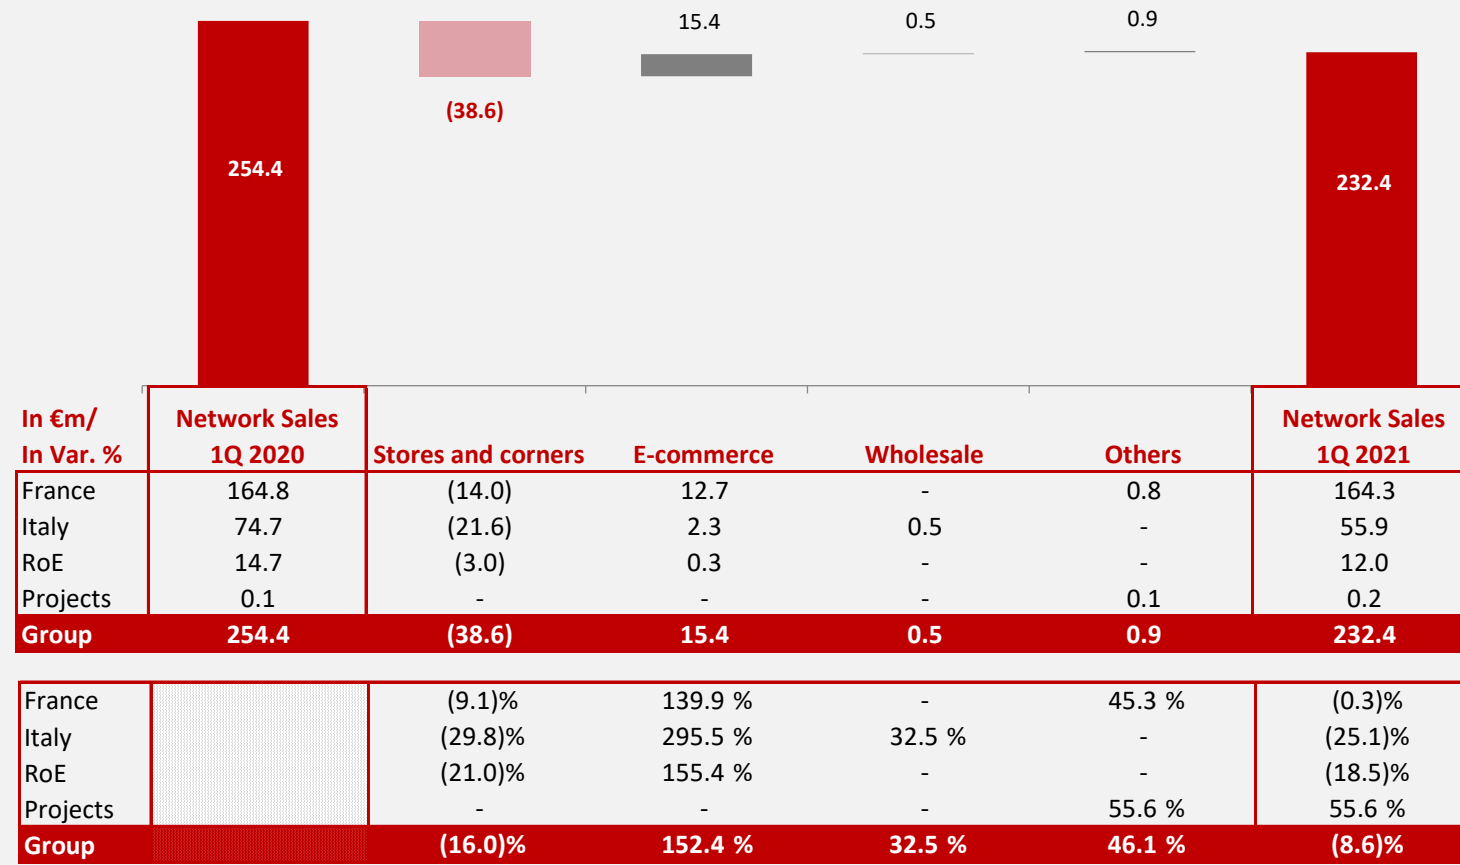 15.4 0.5 0.9
(38.6)
254.4
232.4
In €m/ Network Sales Network Sales
In Var. % 1Q 2020 Stores and corners E-commerce Wholesale Others 1Q 2021
France 164.8 (14.0) 12.7 - 0.8 164.3
Italy 74.7 (21.6) 2.3 0.5 - 55.9
RoE 14.7 (3.0) 0.3 - - 12.0
Projects 0.1 - - - 0.1 0.2
Group 254.4 (38.6) 15.4 0.5 0.9 232.4
France (9.1)% 139.9 % - 45.3 % (0.3)%
Italy (29.8)% 295.5 % 32.5 % - (25.1)%
RoE (21.0)% 155.4 % - - (18.5)%
Projects - - - 55.6 % 55.6 %
Group (16.0)% 152.4 % 32.5 % 46.1 % (8.6)%